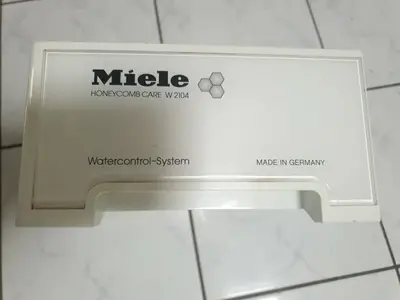 Miele
HONEYCOMB CARE W 2104
Watercontrol-System
MADE IN GERMANY